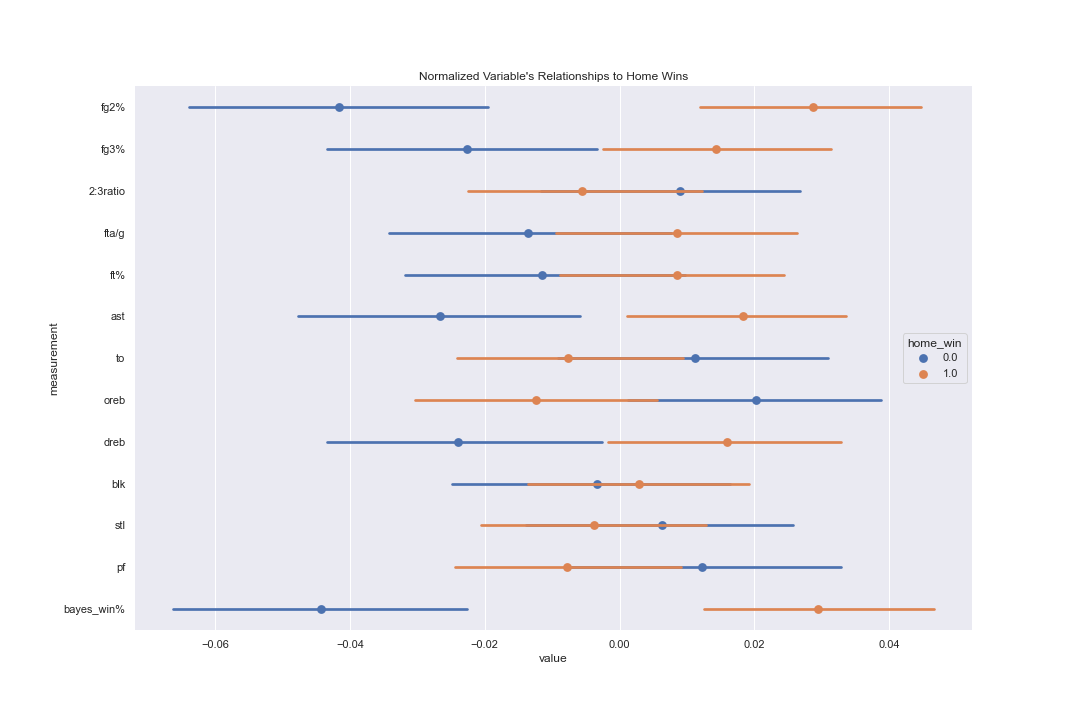 Normalized Variable's Relationships to Home Wins
fg2%
fg3%
2:3ratio
fta/g
ft%
ast
to
oreb
dreb
blk
stl
pf
bayes_win%
measurement
home_win
0.0
1.0
−0.06 −0.04 −0.02 0.00 0.02 0.04
value